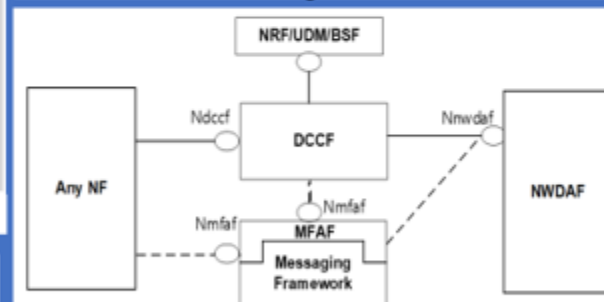 NRF/UDM/BSF
Ndccf
Nnwdaf
DCCF
Any NF
NWDAF
Nmfaf
Nmfaf
MFAF
Messaging
Framework